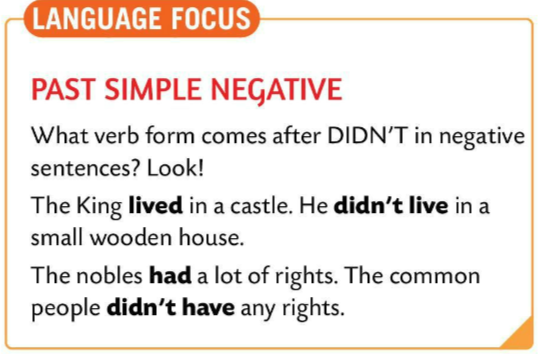 LANGUAGE FOCUS
PAST SIMPLE NEGATIVE
What verb form comes after DIDN'T in negative
sentences? Look!
The King lived in a castle. He didn't live in a
small wooden house.
The nobles had a lot of rights. The common
people didn't have any rights.